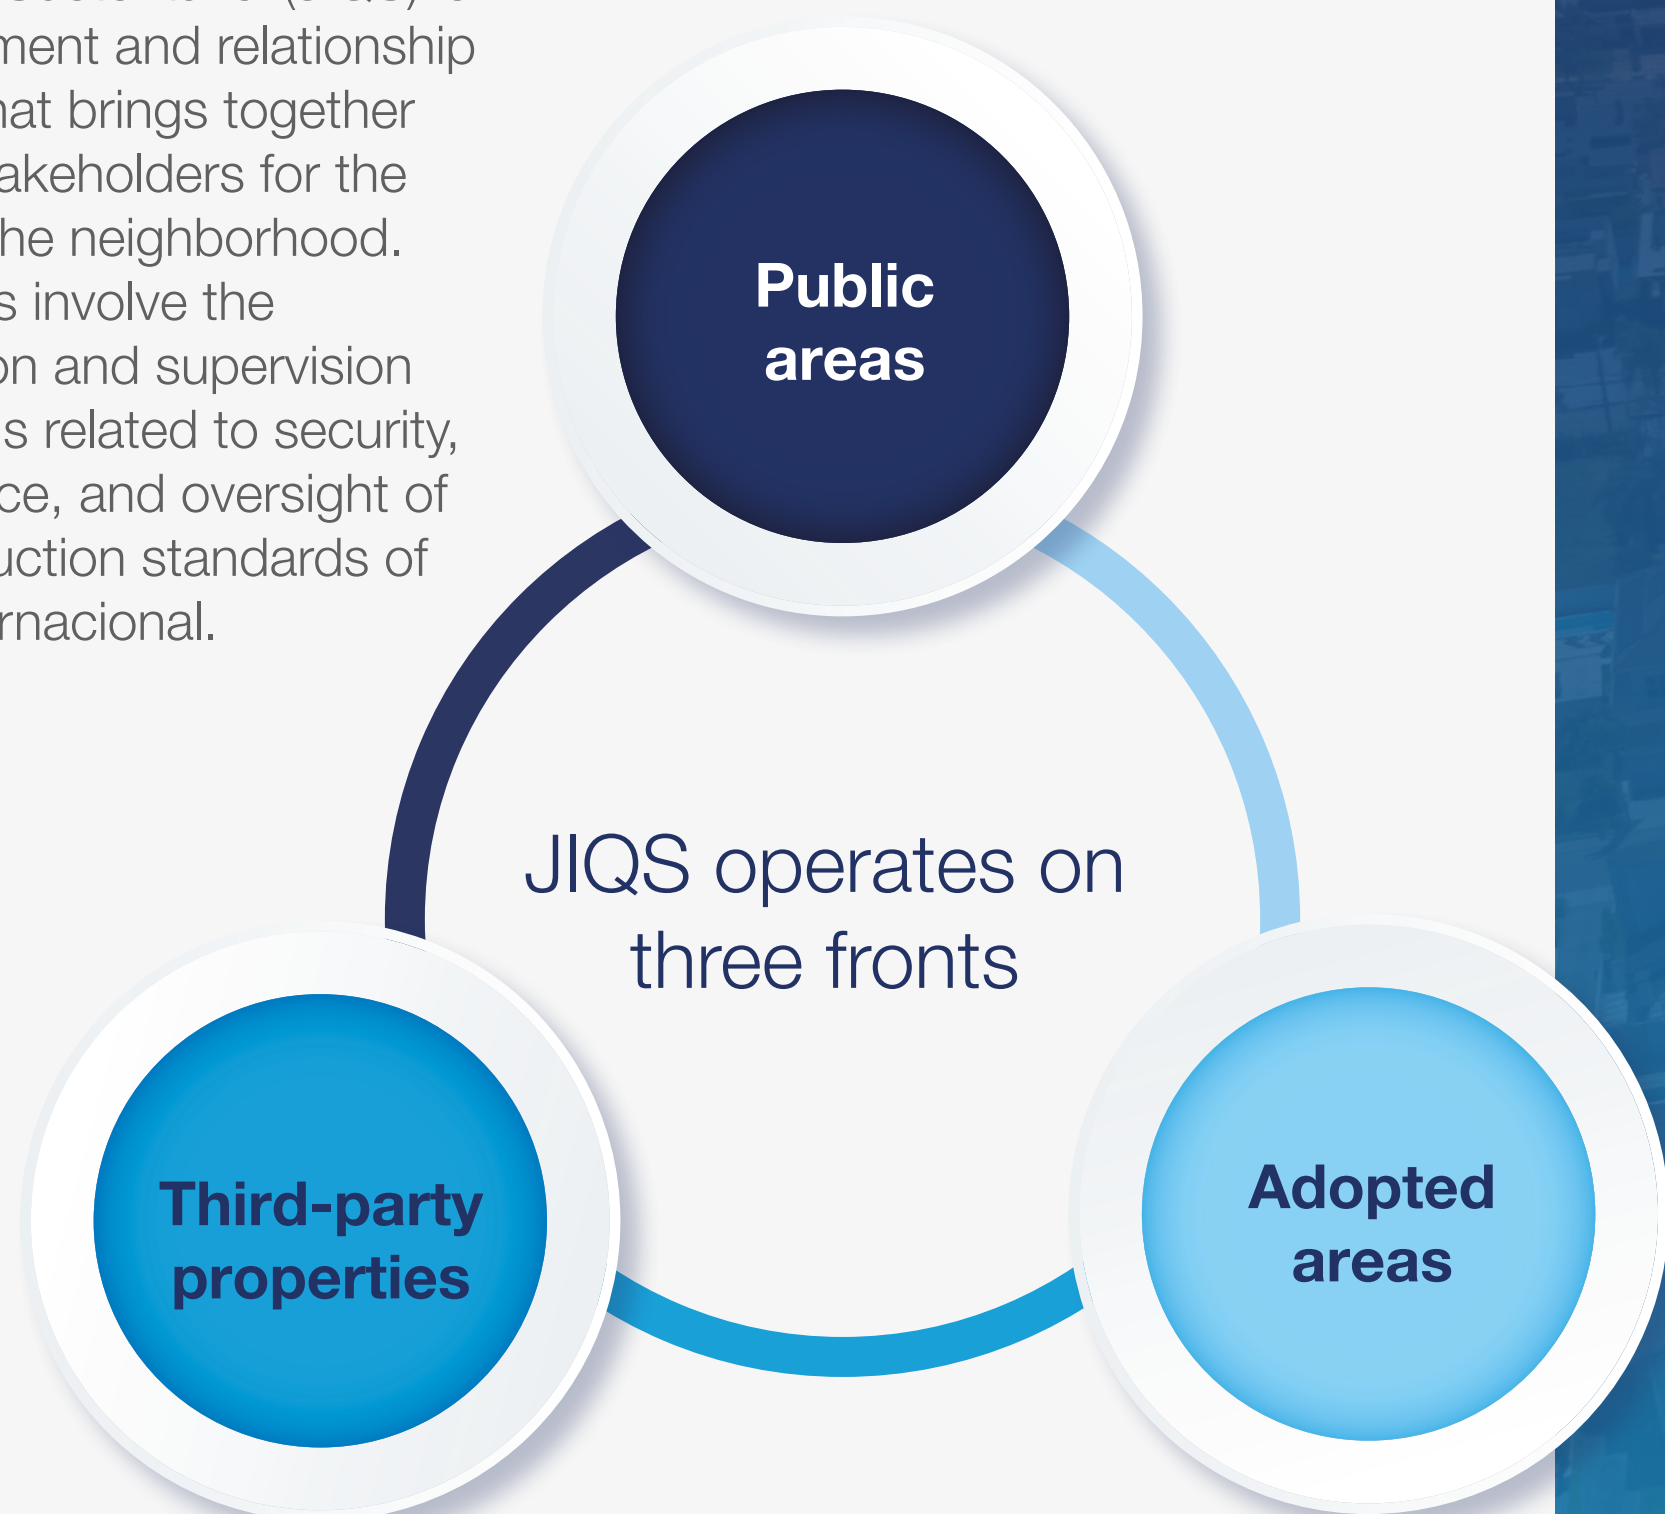 ment and relationship
hat brings together
akeholders for the
he neighborhood.
s involve the
on and supervision
s related to security,
ce, and oversight of
uction standards of
rnacional.
Public
areas
JIQS operates on
three fronts
Third-party
properties
Adopted
areas